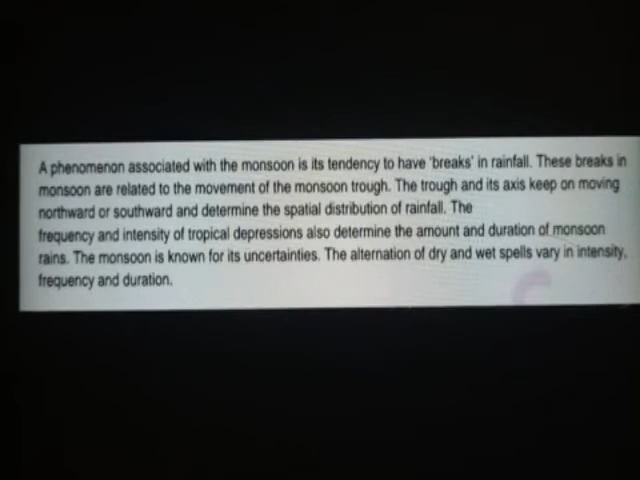 A phenomenon associated with the monsoon is its tendency to have 'breaks' in rainfall. These breaks in
monsoon are related to the movement of the monsoon trough. The trough and its axis keep on moving
northward or southward and determine the spatial distribution of rainfall. The
frequency and intensity of tropical depressions also determine the amount and duration of monsoon
rains. The monsoon is known for its uncertainties. The alternation of dry and wet spells vary in intensity,
frequency and duration.